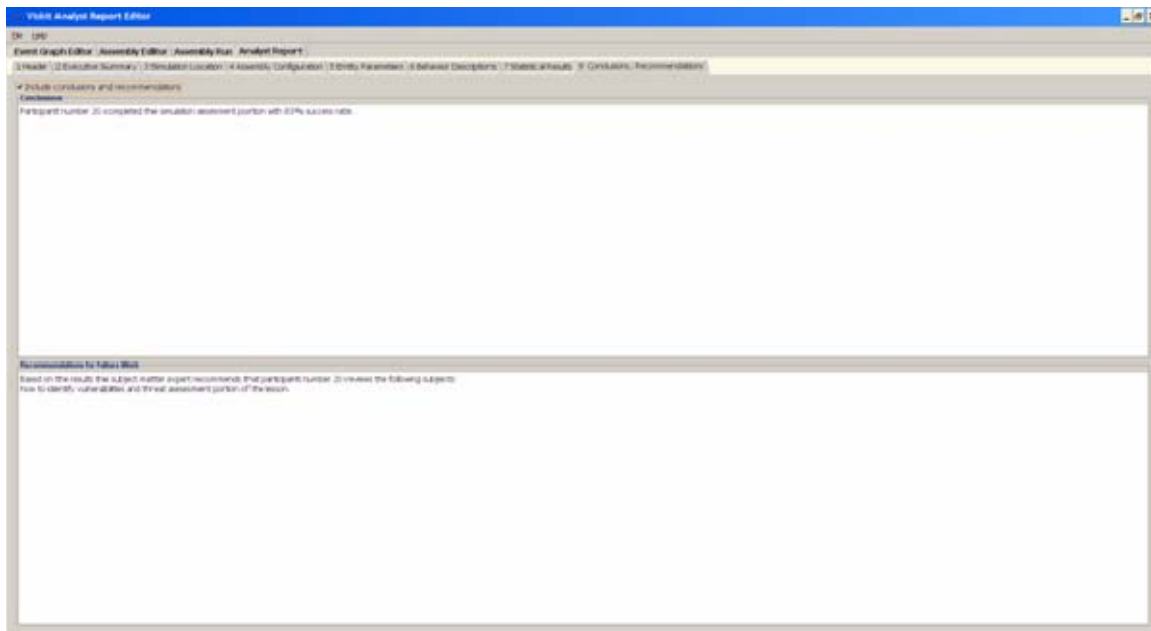 Viskit Analyst Report Editor
File Help
Event Graph Editor Assembly Editor Assembly Run Analyst Report
1 Header 2 Executive Summary 3 Simulation Location 4 Assembly Configuration 5 Entity Parameters 6 Behavior Descriptions 7 Statistical Results 8 Conclusions, Recommendations
Include conclusions and recommendations
Conclusions
Participant number 20 completed the simulation assessment portion with success rate.
Recommendations for Future Work
Based on the results the subject matter expert recommends that participant number 20 reviews the following subjects:
how to identify vulnerabilities and threat assessment portion of the lesson.